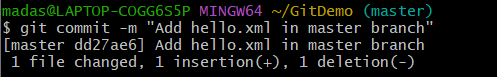 madas@LAPTOP-COGG6S5P MINGW64 ~/GitDemo (master)
$ git commit -m "Add hello.xml in master branch"
[master dd27ae6] Add hello.xml in master branch
 1 file changed, 1 insertion(+), 1 deletion(-)